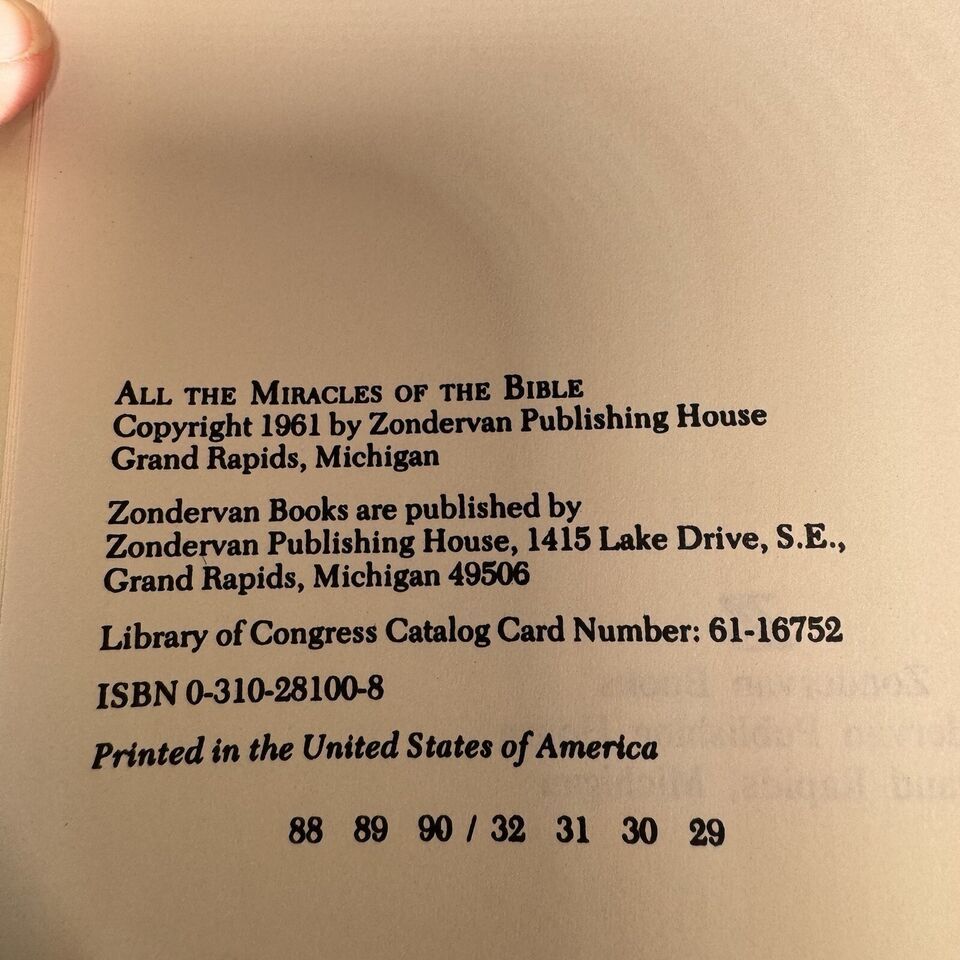 ALL THE MIRACLES OF THE BIBLE
Copyright 1961 by Zondervan Publishing House
Grand Rapids, Michigan
Zondervan Books are published by
Zondervan Publishing House, 1415 Lake Drive, S.E.,
Grand Rapids, Michigan 49506
Library of Congress Catalog Card Number: 61-16752
ISBN 0-310-28100-8
Printed in the United States of America
88 89 90 / 32 31 30 29